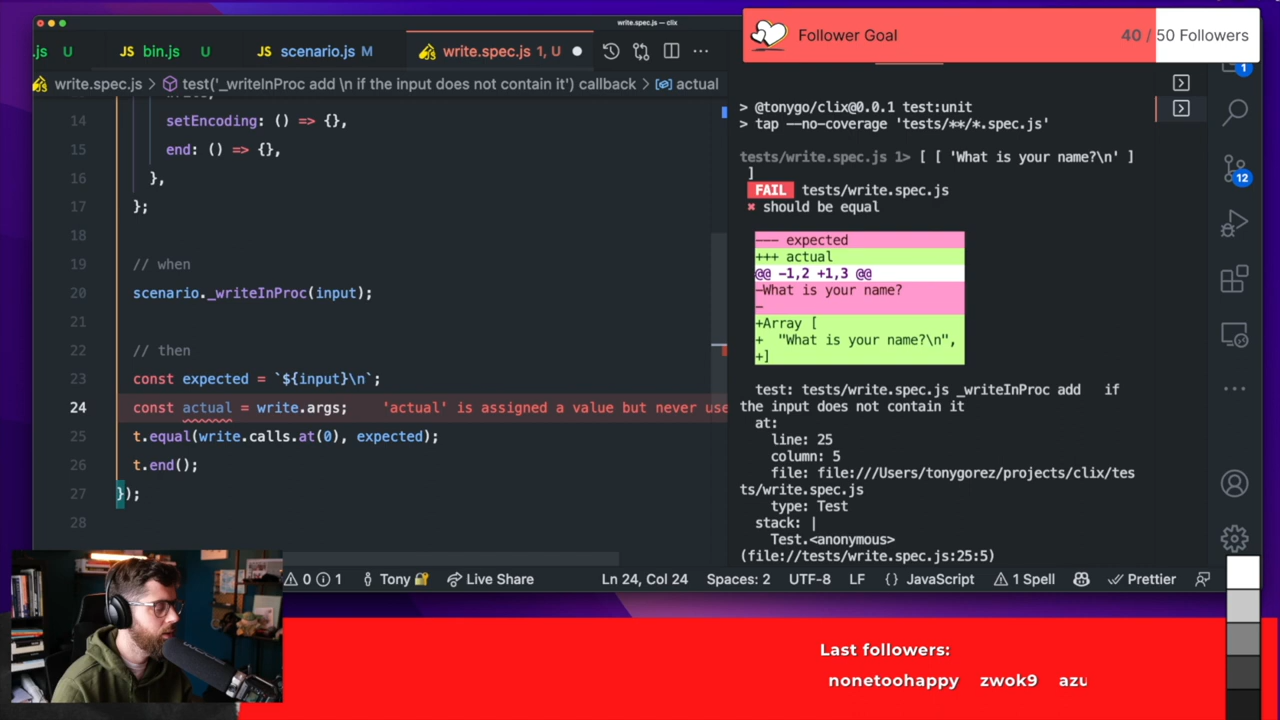 write.spec.js — clix
.js U
JS bin.js U
JS scenario.js M
write.spec.js 1, U
write.spec.js > test('_writeInProc add \n if the input does not contain it') callback > actual
14 setEncoding: () => {},
15 end: () => {},
16 },
17 };
18
19 // when
20 scenario._writeInProc(input);
21
22 // then
23 const expected = `${input}\n`;
24 const actual = write.args; 'actual' is assigned a value but never use
25 t.equal(write.calls.at(0), expected);
26 t.end();
27 });
28
0 1 Tony Live Share Ln 24, Col 24 Spaces: 2 UTF-8 LF {} JavaScript 1 Spell Prettier
Follower Goal 40 / 50 Followers
1
12
> @tonygo/clix@0.0.1 test:unit
> tap --no-coverage 'tests/**/*.spec.js'
tests/write.spec.js 1> [ [ 'What is your name?\n' ]
]
FAIL tests/write.spec.js
✖ should be equal
--- expected
+++ actual
@@ -1,2 +1,3 @@
-What is your name?
-
+Array [
+ "What is your name?\n",
+]
test: tests/write.spec.js _writeInProc add if
the input does not contain it
at:
line: 25
column: 5
file: file:///Users/tonygorez/projects/clix/tes
ts/write.spec.js
type: Test
stack: |
Test.<anonymous>
(file://tests/write.spec.js:25:5)
Last followers:
nonetoohappy zwok9 azu